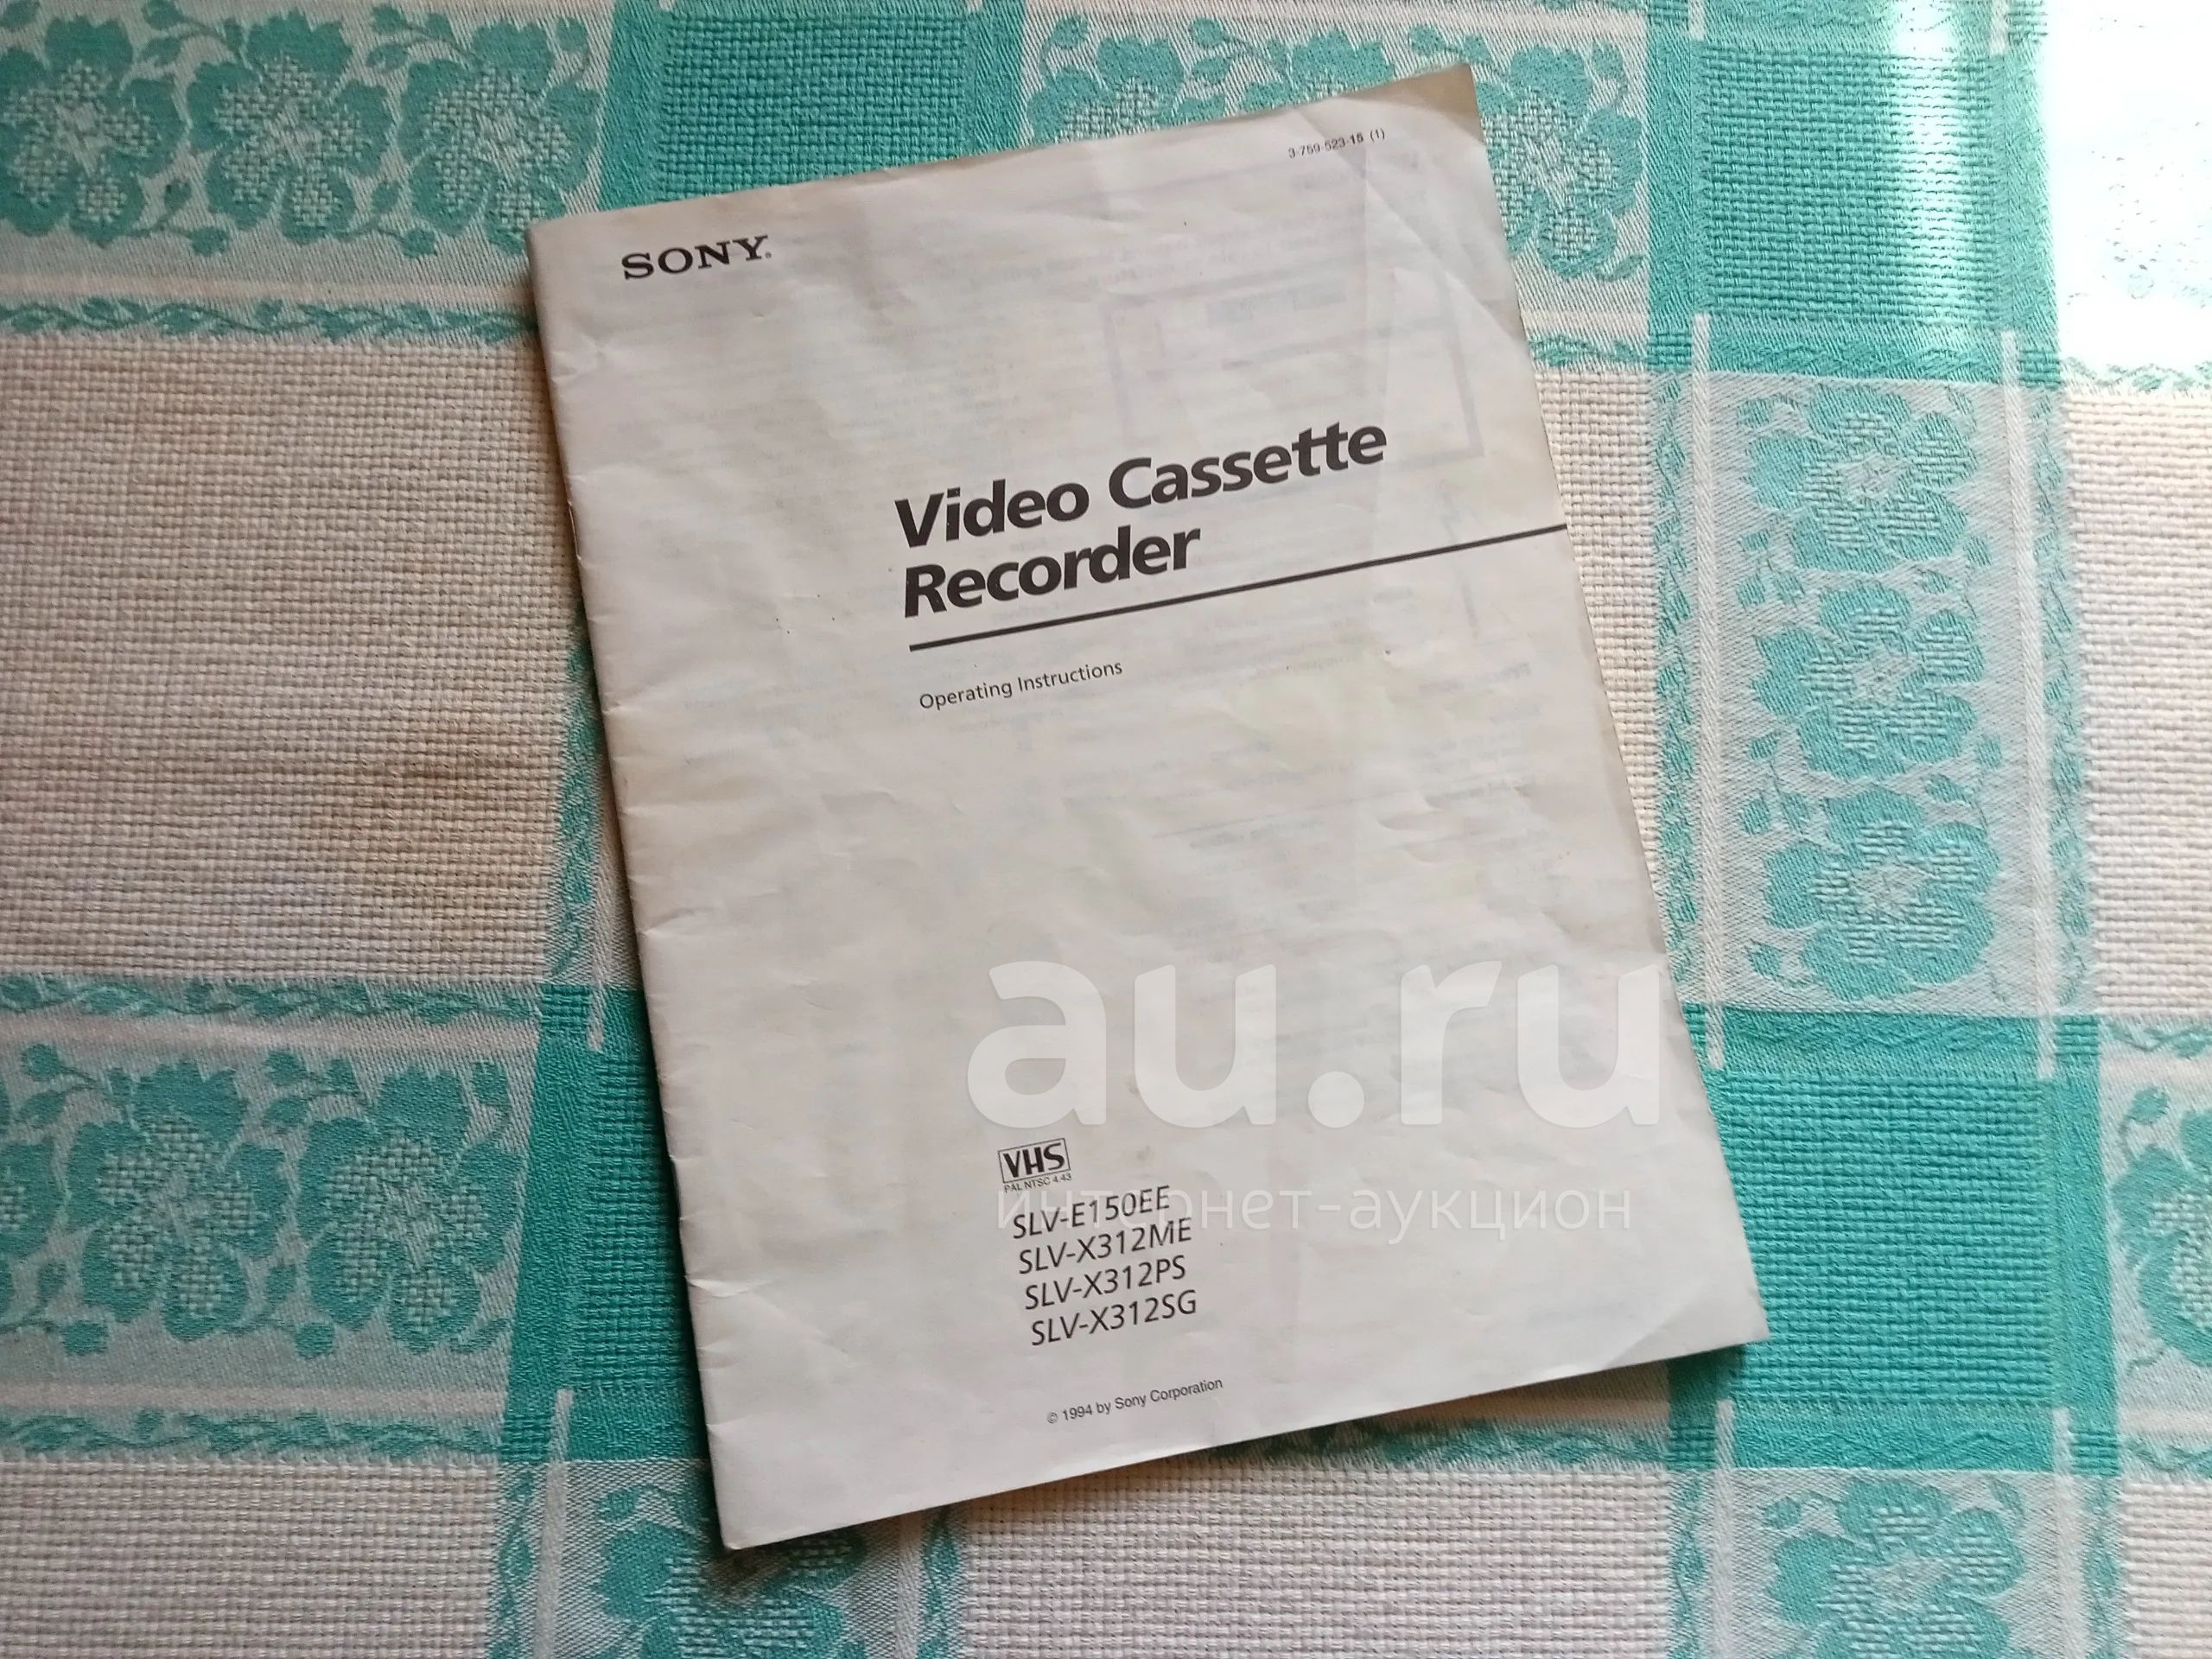 3-759-523-15 (1)
SONY®
Video Cassette
Recorder
Operating Instructions
au.ru
интернет-аукцион
VHS
PAL NTSC 4.43
SLV-E150EE
SLV-X312ME
SLV-X312PS
SLV-X312SG
© 1994 by Sony Corporation